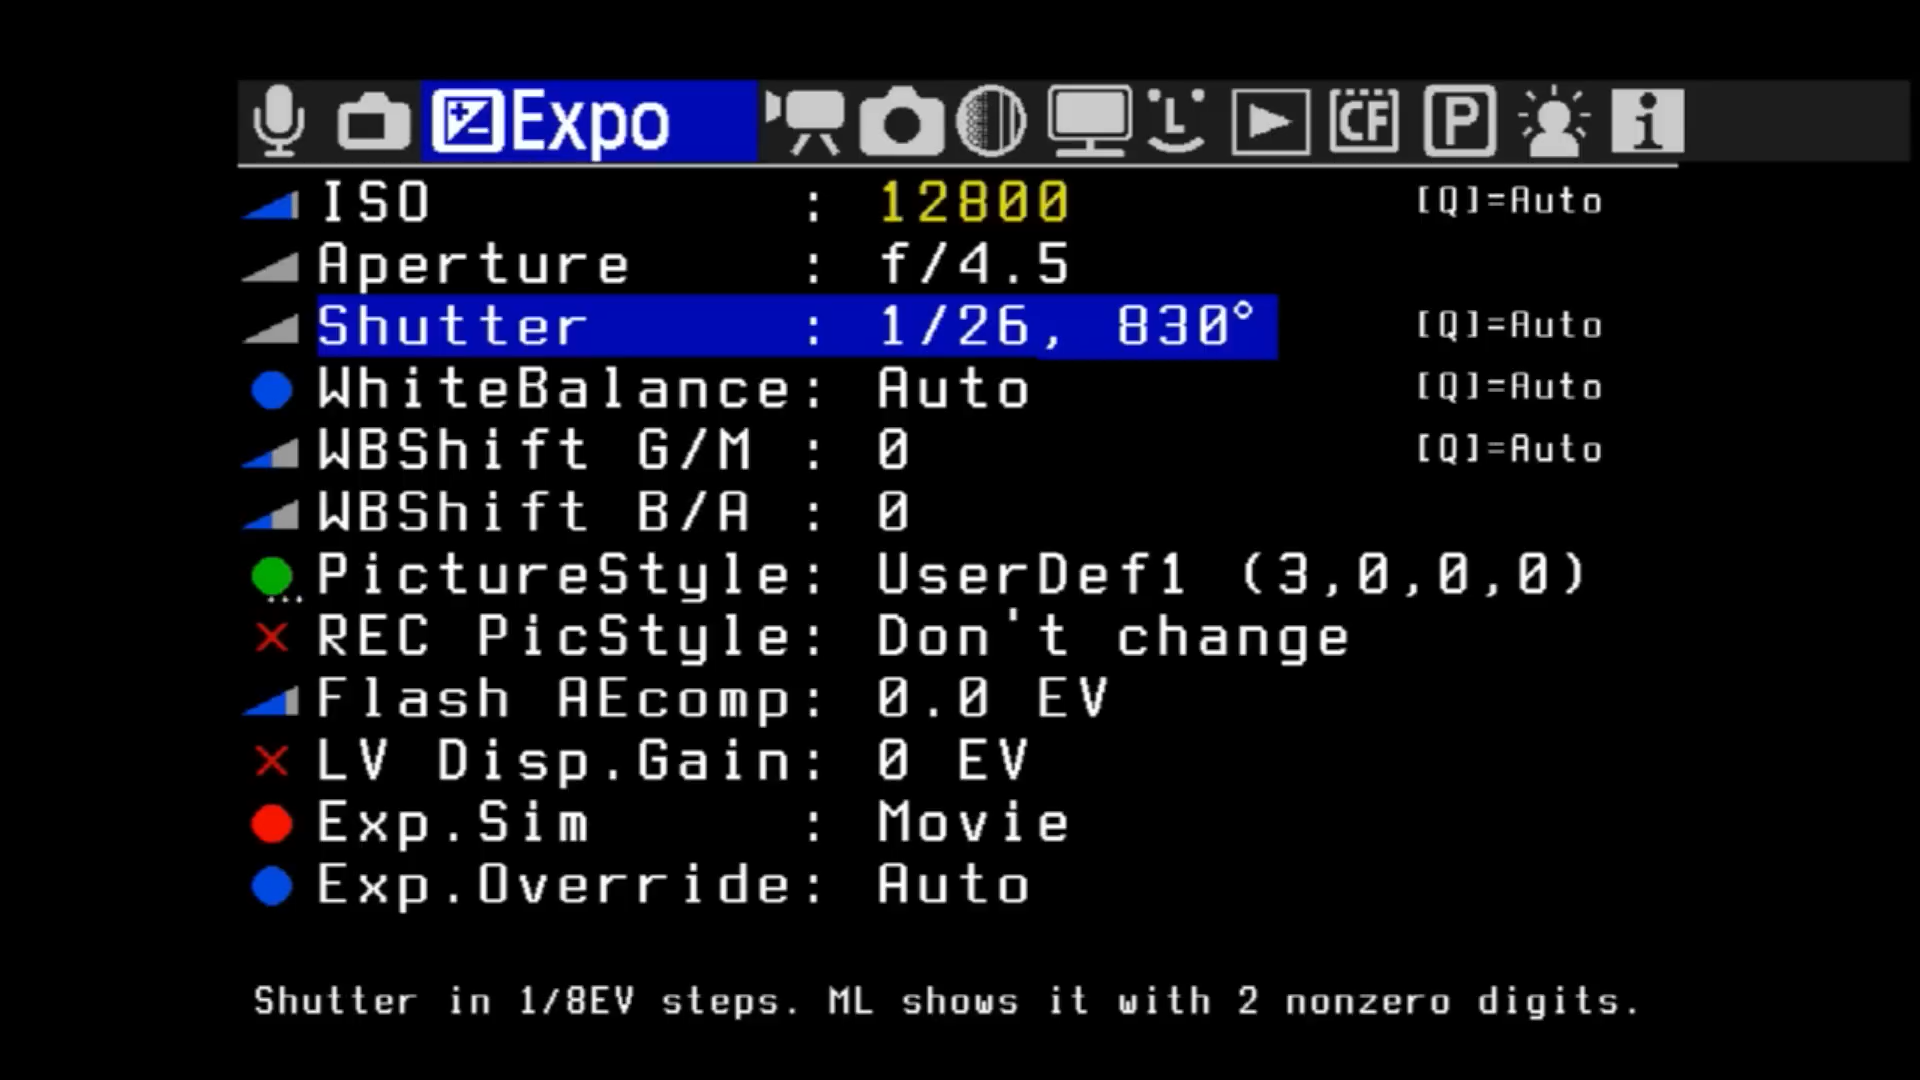 Expo CF P i
ISO : 12800 [Q]=Auto
Aperture : f/4.5
Shutter : 1/26, 830° [Q]=Auto
WhiteBalance: Auto [Q]=Auto
WBShift G/M : 0 [Q]=Auto
WBShift B/A : 0
PictureStyle: UserDef1 (3,0,0,0)
REC PicStyle: Don't change
Flash AEcomp: 0.0 EV
LV Disp.Gain: 0 EV
Exp.Sim : Movie
Exp.Override: Auto
Shutter in 1/8EV steps. ML shows it with 2 nonzero digits.